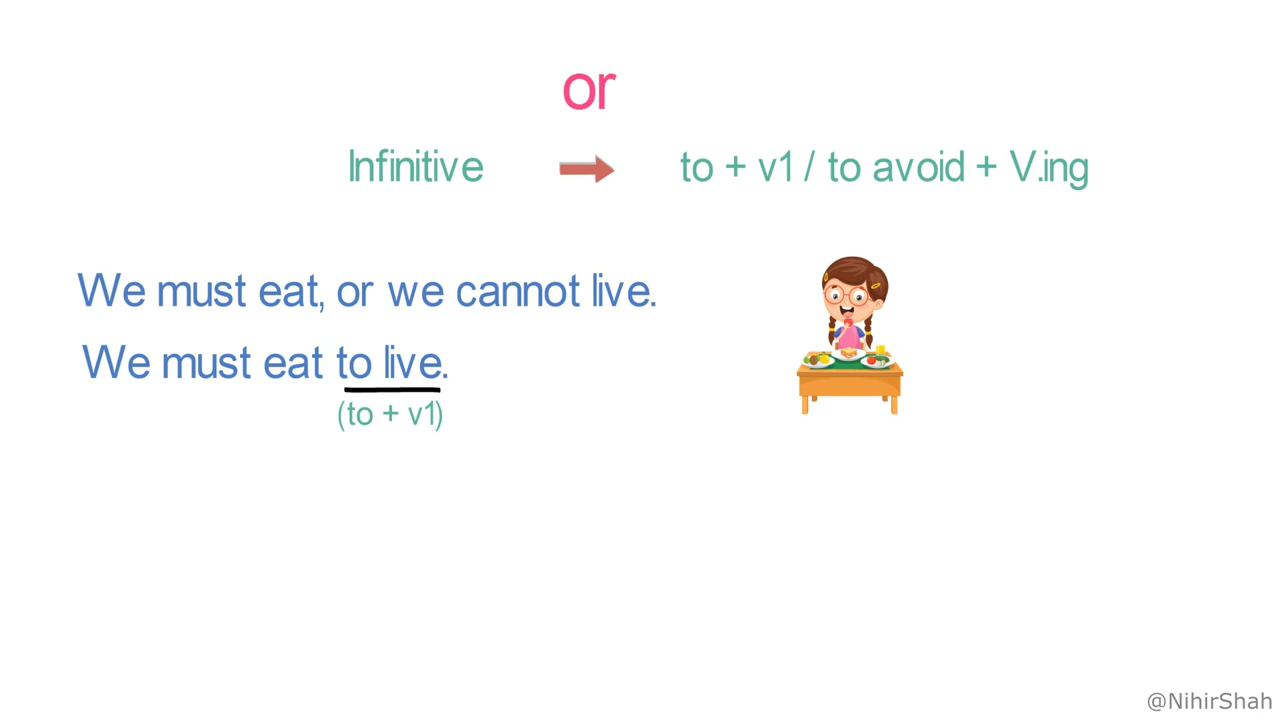 or
Infinitive to + v1 / to avoid + V.ing
We must eat, or we cannot live.
We must eat to live.
(to + v1)
@NihirShah